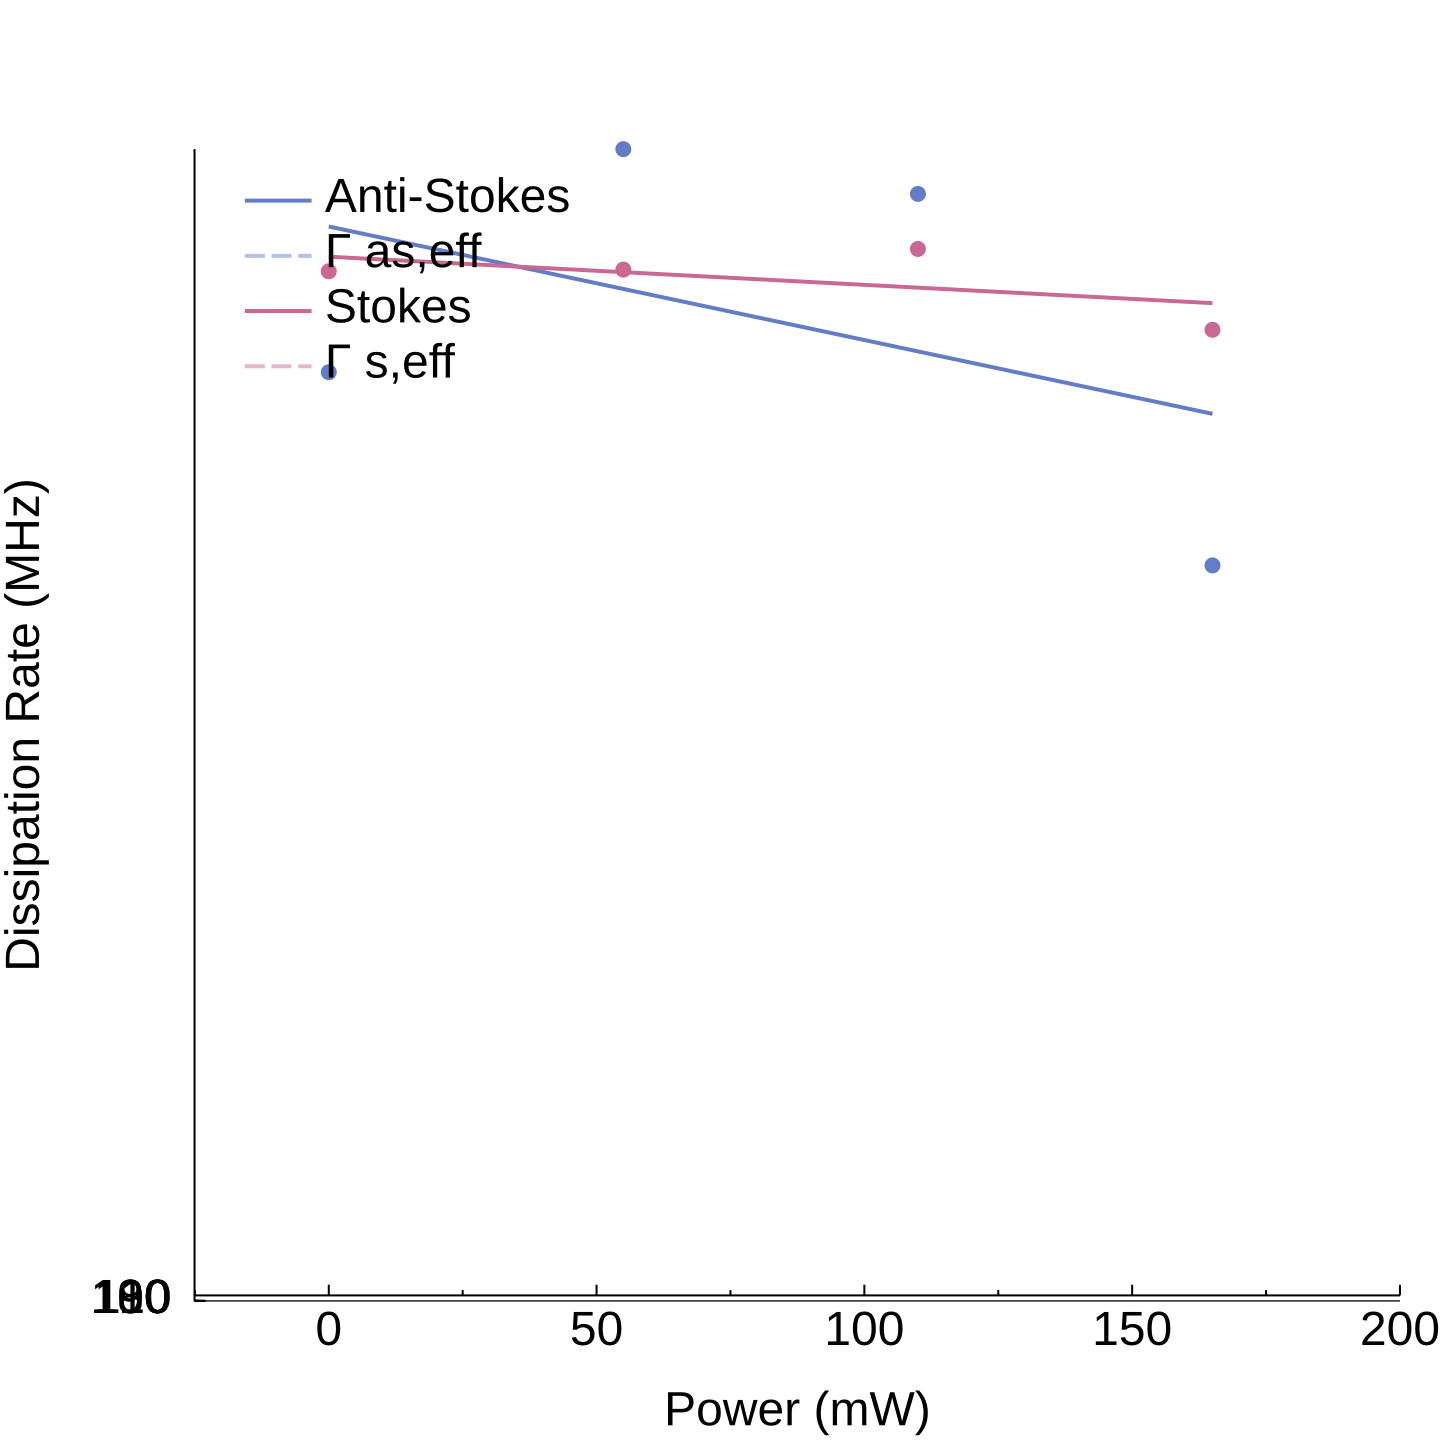 Anti-Stokes
Γ as,eff
Stokes
Γ s,eff
Dissipation Rate (MHz)
0 50 100 150 200
Power (mW)